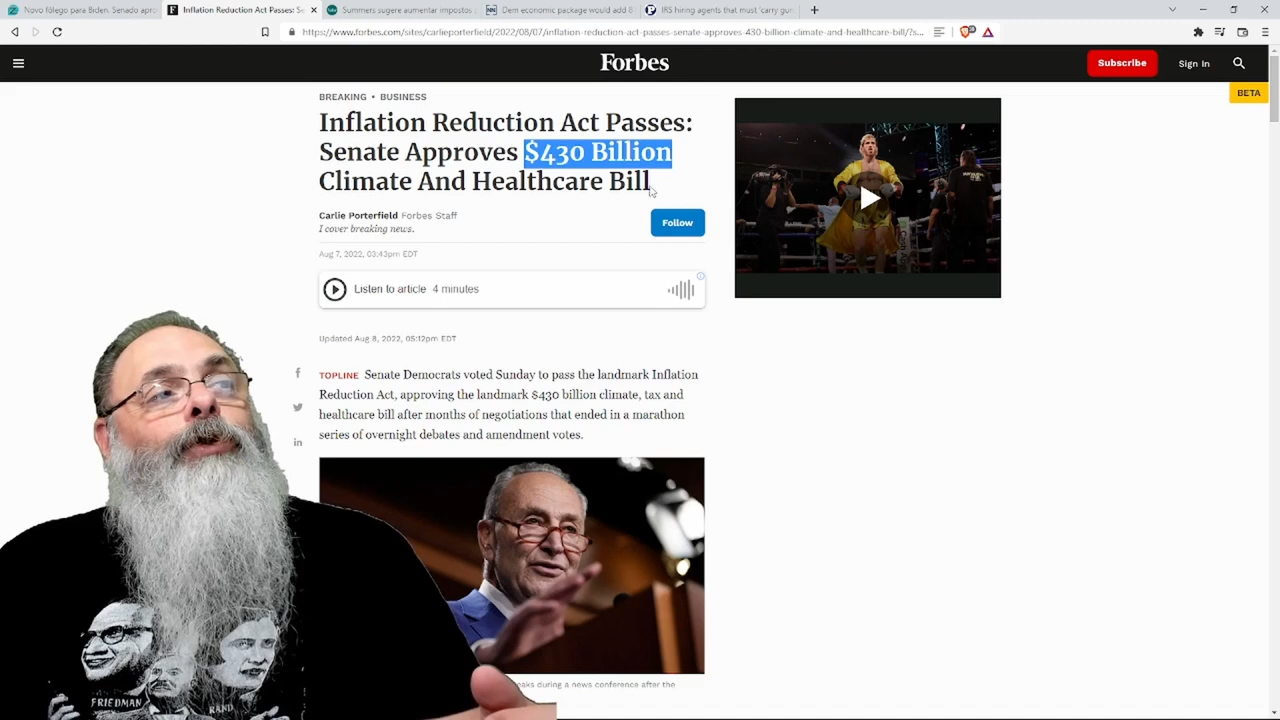 Novo fôlego para Biden. Senado apro
Inflation Reduction Act Passes: Se
Summers sugere aumentar impostos
Dem economic package would add 8
IRS hiring agents that must 'carry gun
https://www.forbes.com/sites/carlieporterfield/2022/08/07/inflation-reduction-act-passes-senate-approves-430-billion-climate-and-healthcare-bill/?s...
Forbes
Subscribe
Sign In
BETA
BREAKING • BUSINESS
Inflation Reduction Act Passes:
Senate Approves $430 Billion
Climate And Healthcare Bill
Carlie Porterfield Forbes Staff
I cover breaking news.
Follow
Aug 7, 2022, 03:43pm EDT
Listen to article 4 minutes
Updated Aug 8, 2022, 05:12pm EDT
TOPLINE Senate Democrats voted Sunday to pass the landmark Inflation
Reduction Act, approving the landmark $430 billion climate, tax and
healthcare bill after months of negotiations that ended in a marathon
series of overnight debates and amendment votes.
eaks during a news conference after the
FRIEDMAN
RAND